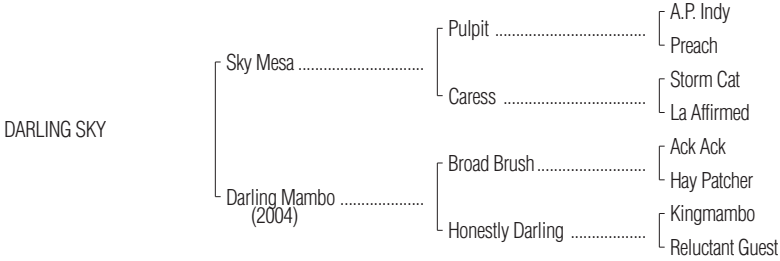 A.P. Indy
Pulpit ....................................
Preach
Sky Mesa ..............................
Storm Cat
Caress ....................................
La Affirmed
DARLING SKY
Ack Ack
Broad Brush...........................
Hay Patcher
Darling Mambo ....................
(2004)
Kingmambo
Honestly Darling ...................
Reluctant Guest